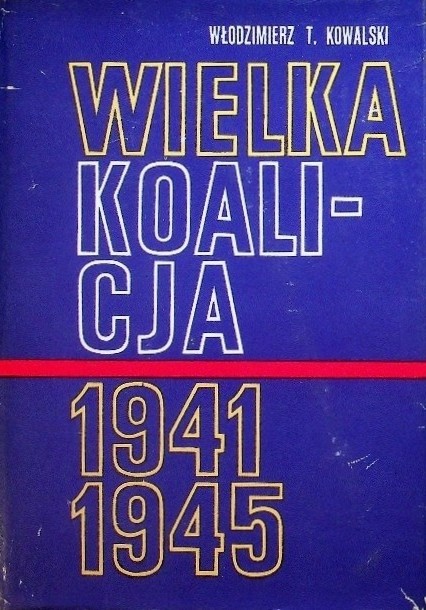 WŁODZIMIERZ T. KOWALSKI
WIELKA
KOALI-
CJA
1941
1945